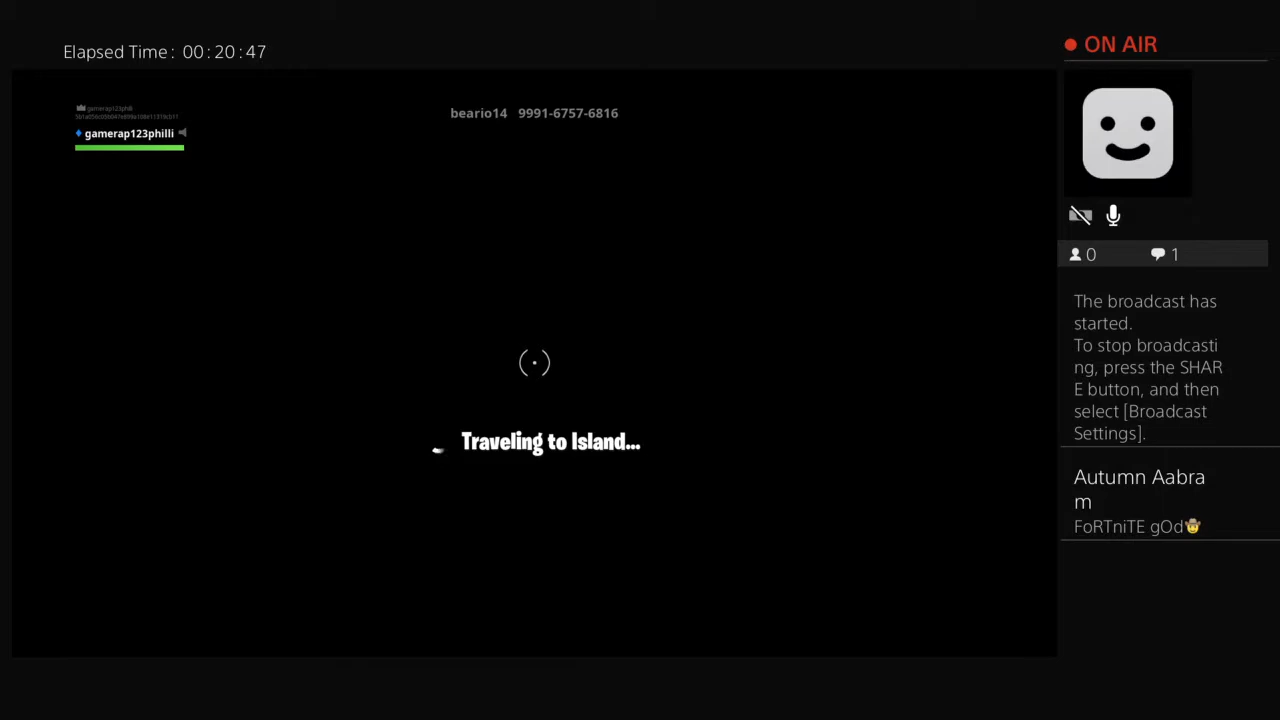 Elapsed Time: 00:20:47
ON AIR
gamerap123phill
gamerap123philli
beario14 9991-6757-6816
0 1
The broadcast has
started.
To stop broadcasti
ng, press the SHAR
E button, and then
select [Broadcast
Settings].
Traveling to Island...
Autumn Aabra
m
FoRTniTE gOd🤠